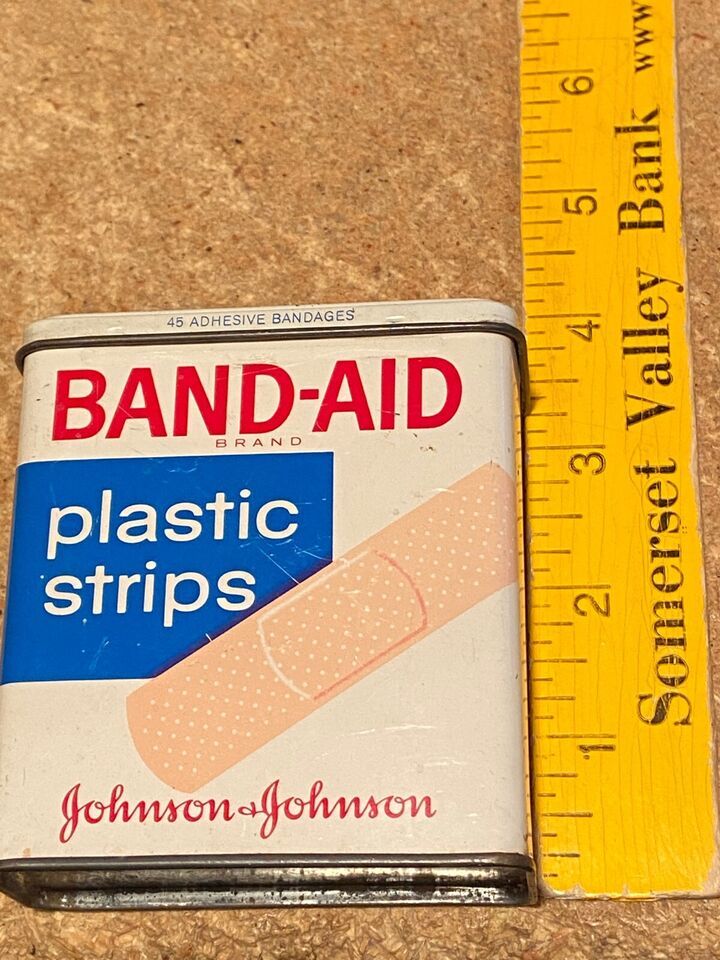 45 ADHESIVE BANDAGES
BAND-AID
BRAND
plastic
strips
Johnson & Johnson
Somerset Valley Bank www
6
5
4
3
2
1